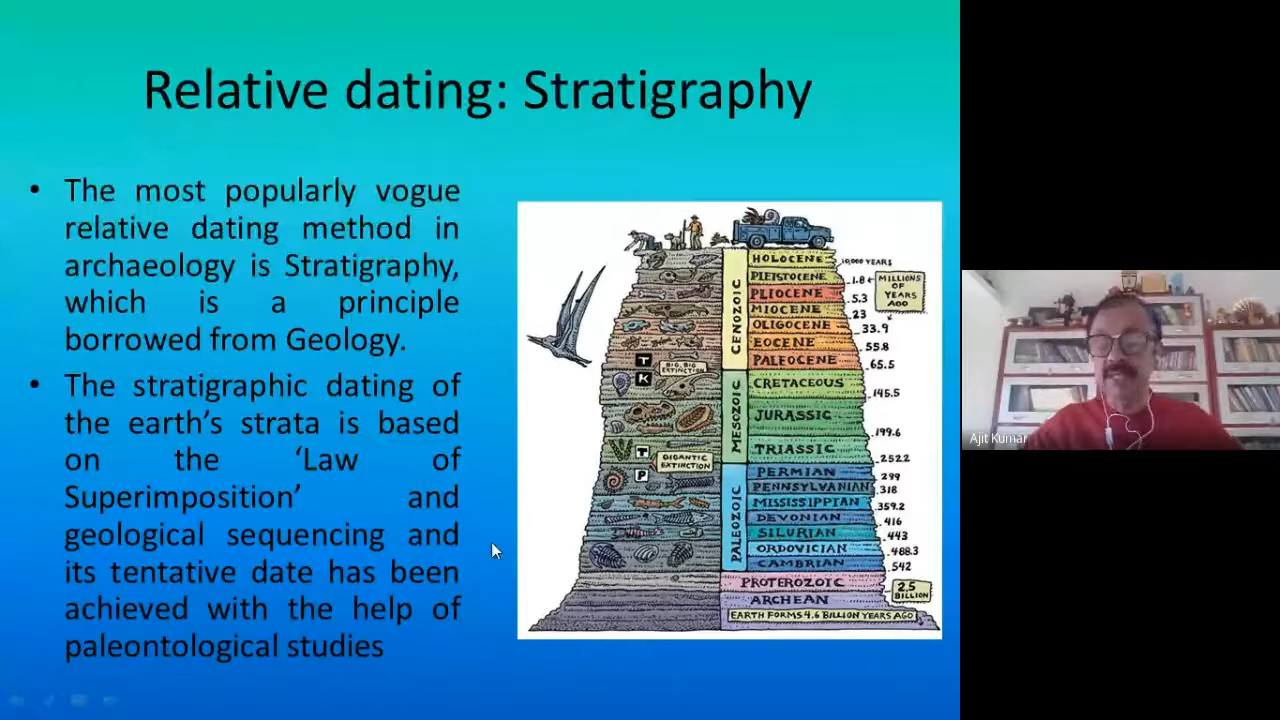 Relative dating: Stratigraphy
• The most popularly vogue
relative dating method in
archaeology is Stratigraphy,
which is a principle
borrowed from Geology.
• The stratigraphic dating of
the earth’s strata is based
on the ‘Law of
Superimposition’ and
geological sequencing and
its tentative date has been
achieved with the help of
paleontological studies
HOLOCENE 10,000 YEARS
PLEISTOCENE 1.8
MILLIONS
OF
YEARS
AGO
PLIOCENE 5.3
MIOCENE 23
OLIGOCENE 33.9
EOCENE 55.8
PALEOCENE 65.5
CENOZOIC
T
K
BIG, BIG
EXTINCTION
CRETACEOUS 145.5
JURASSIC 199.6
TRIASSIC 252.2
MESOZOIC
T
P
GIGANTIC
EXTINCTION
PERMIAN 299
PENNSYLVANIAN 318
MISSISSIPPIAN 359.2
DEVONIAN 416
SILURIAN 443
ORDOVICIAN 488.3
CAMBRIAN 542
PALEOZOIC
PROTEROZOIC
2.5
BILLION
ARCHEAN
EARTH FORMS 4.6 BILLION YEARS AGO
Ajit Kumar